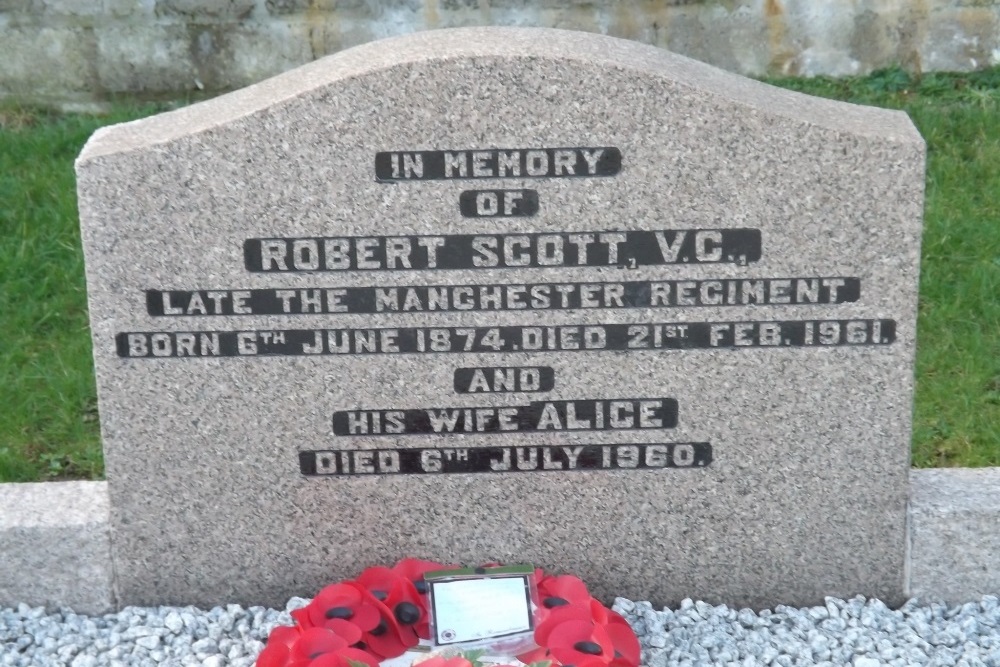 IN MEMORY
OF
ROBERT SCOTT, V.C.,
LATE THE MANCHESTER REGIMENT
BORN 6TH JUNE 1874. DIED 21ST FEB. 1961.
AND
HIS WIFE ALICE
DIED 6TH JULY 1960.